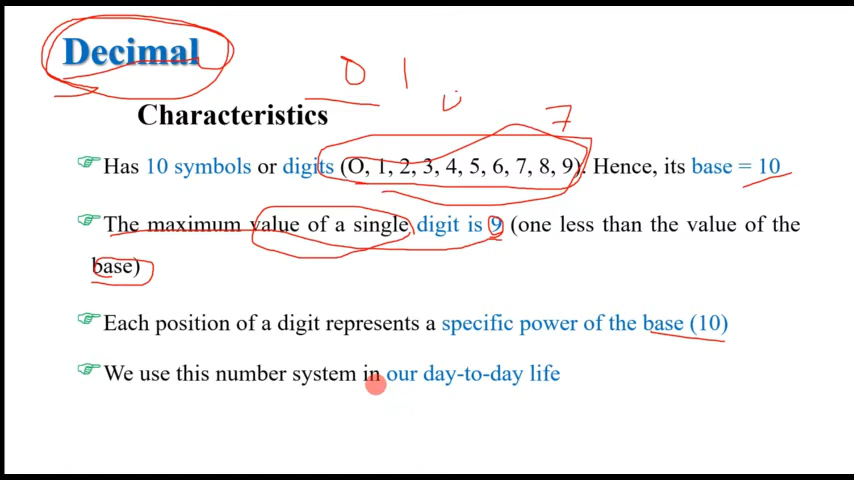 Decimal
0 1
7
Characteristics
Has 10 symbols or digits (O, 1, 2, 3, 4, 5, 6, 7, 8, 9). Hence, its base = 10
The maximum value of a single digit is 9 (one less than the value of the
base)
Each position of a digit represents a specific power of the base (10)
We use this number system in our day-to-day life